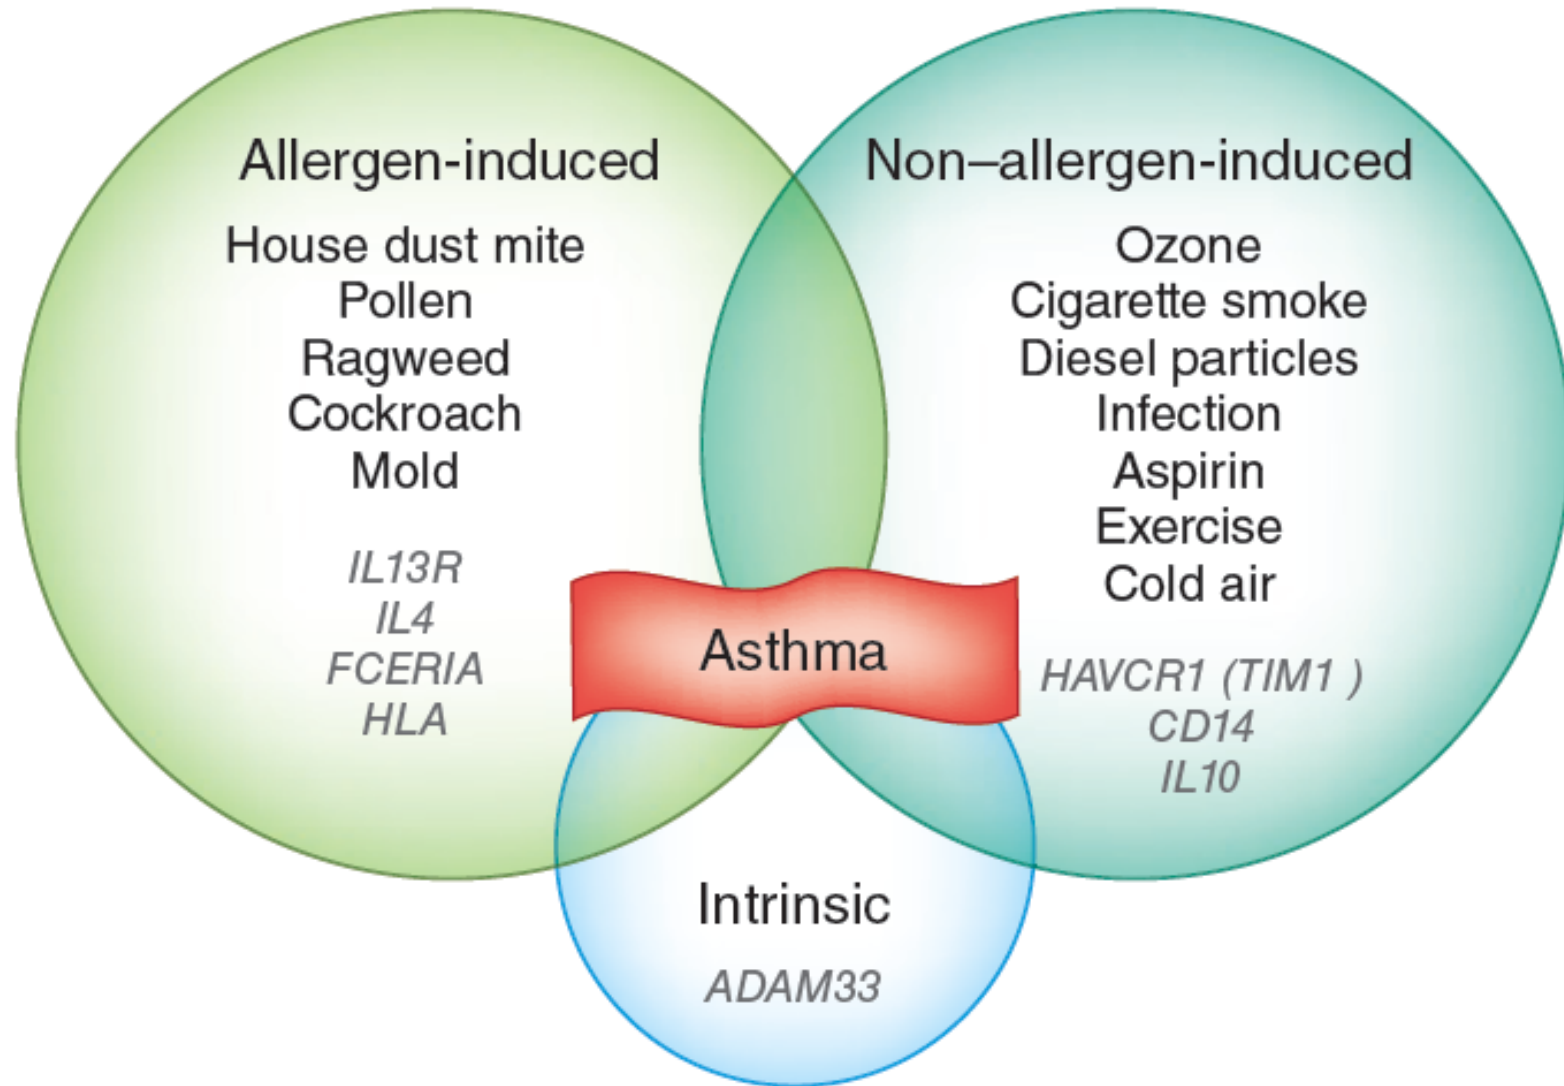 Allergen-induced
House dust mite
Pollen
Ragweed
Cockroach
Mold
IL13R
IL4
FCERIA
HLA
Non–allergen-induced
Ozone
Cigarette smoke
Diesel particles
Infection
Aspirin
Exercise
Cold air
HAVCR1 (TIM1 )
CD14
IL10
Asthma
Intrinsic
ADAM33